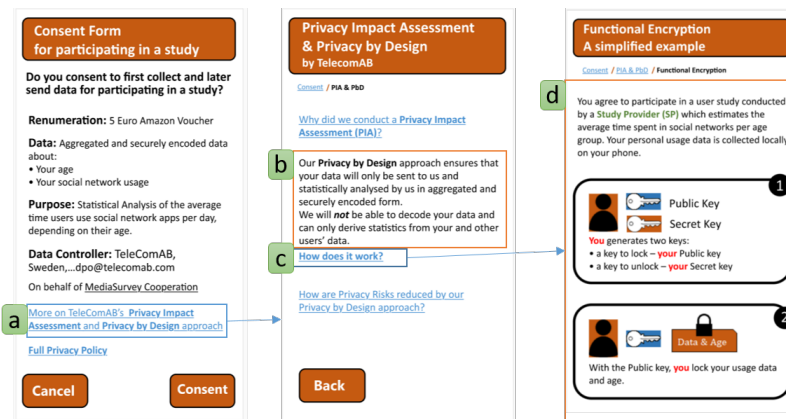 Consent Form
for participating in a study
Do you consent to first collect and later
send data for participating in a study?
Renumeration: 5 Euro Amazon Voucher
Data: Aggregated and securely encoded data
about:
• Your age
• Your social network usage
Purpose: Statistical Analysis of the average
time users use social network apps per day,
depending on their age.
Data Controller: TeleComAB,
Sweden,...dpo@telecomab.com
On behalf of MediaSurvey Cooperation
a
More on TeleComAB's Privacy Impact
Assessment and Privacy by Design approach
Full Privacy Policy
Cancel
Consent
Privacy Impact Assessment
& Privacy by Design
by TelecomAB
Consent / PIA & PbD
Why did we conduct a Privacy Impact
Assessment (PIA)?
b
Our Privacy by Design approach ensures that
your data will only be sent to us and
statistically analysed by us in aggregated and
securely encoded form.
We will not be able to decode your data and
can only derive statistics from your and other
users' data.
c
How does it work?
How are Privacy Risks reduced by our
Privacy by Design approach?
Back
Functional Encryption
A simplified example
Consent / PIA & PbD / Functional Encryption
d
You agree to participate in a user study conducted
by a Study Provider (SP) which estimates the
average time spent in social networks per age
group. Your personal usage data is collected locally
on your phone.
1
Public Key
Secret Key
You generates two keys:
• a key to lock – your Public key
• a key to unlock – your Secret key
2
Data & Age
With the Public key, you lock your usage data
and age.